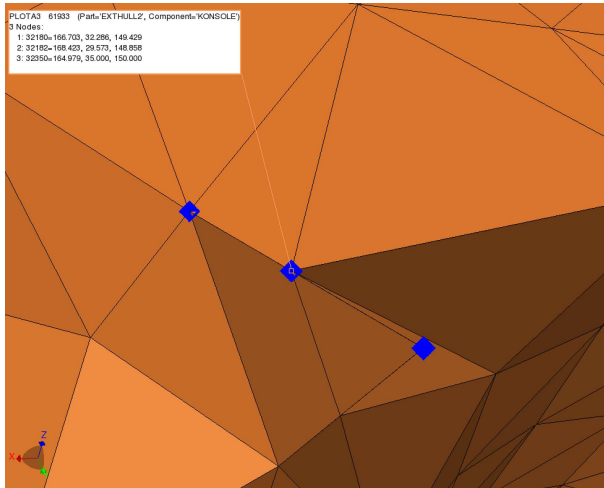 PLOTA3 61933 (Part='EXTHULL2', Component='KONSOLE')
3 Nodes:
1: 32180=166.703, 32.286, 149.429
2: 32182=168.423, 29.573, 148.858
3: 32350=164.979, 35.000, 150.000
Z
X